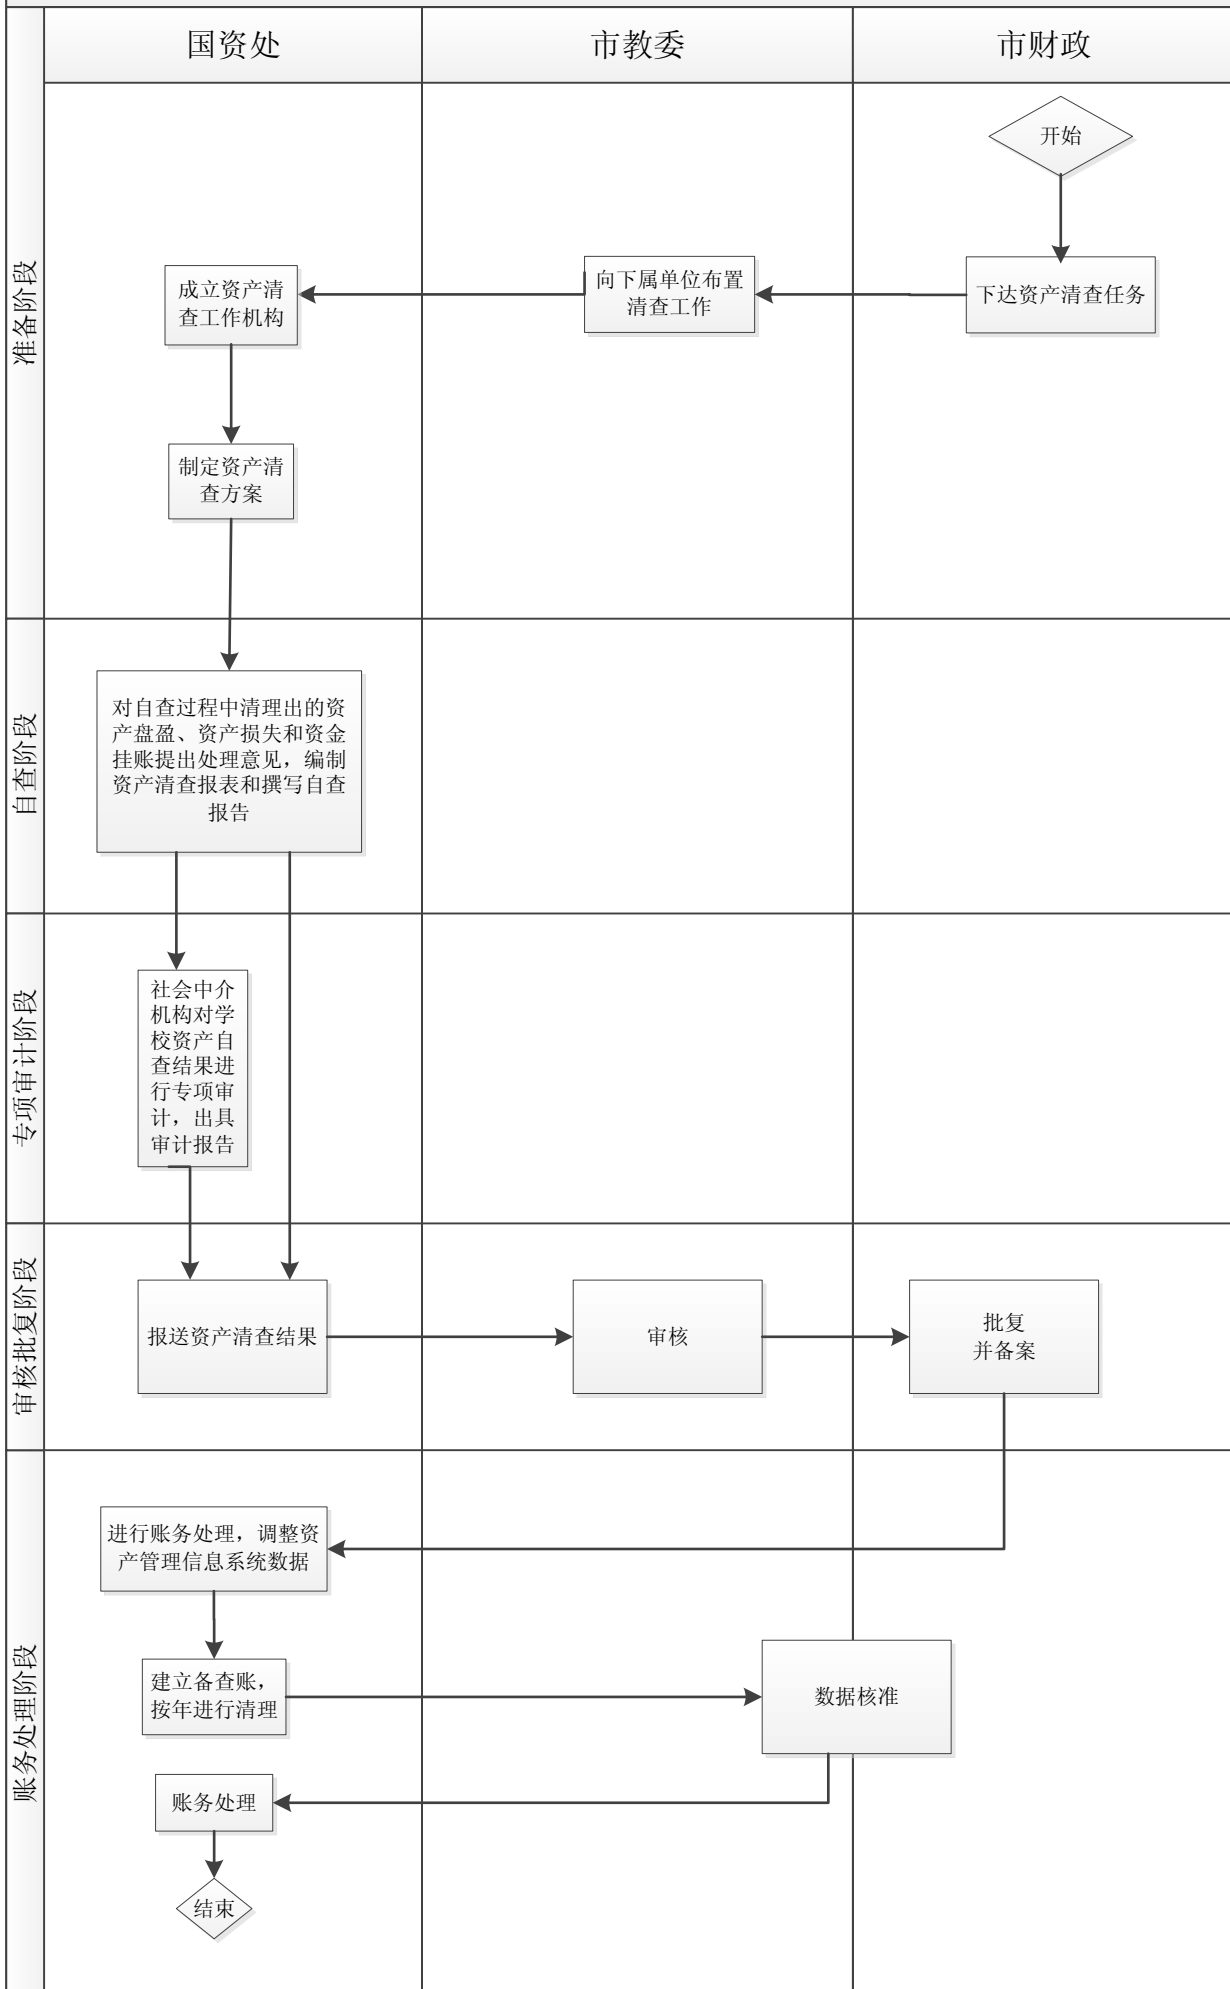 国资处
市教委
市财政
准备阶段
开始
下达资产清查任务
向下属单位布置
清查工作
成立资产清
查工作机构
制定资产清
查方案
自查阶段
对自查过程中清理出的资
产盘盈、资产损失和资金
挂账提出处理意见，编制
资产清查报表和撰写自查
报告
专项审计阶段
社会中介
机构对学
校资产自
查结果进
行专项审
计，出具
审计报告
审核批复阶段
报送资产清查结果
审核
批复
并备案
账务处理阶段
进行账务处理，调整资
产管理信息系统数据
建立备查账，
按年进行清理
数据核准
账务处理
结束